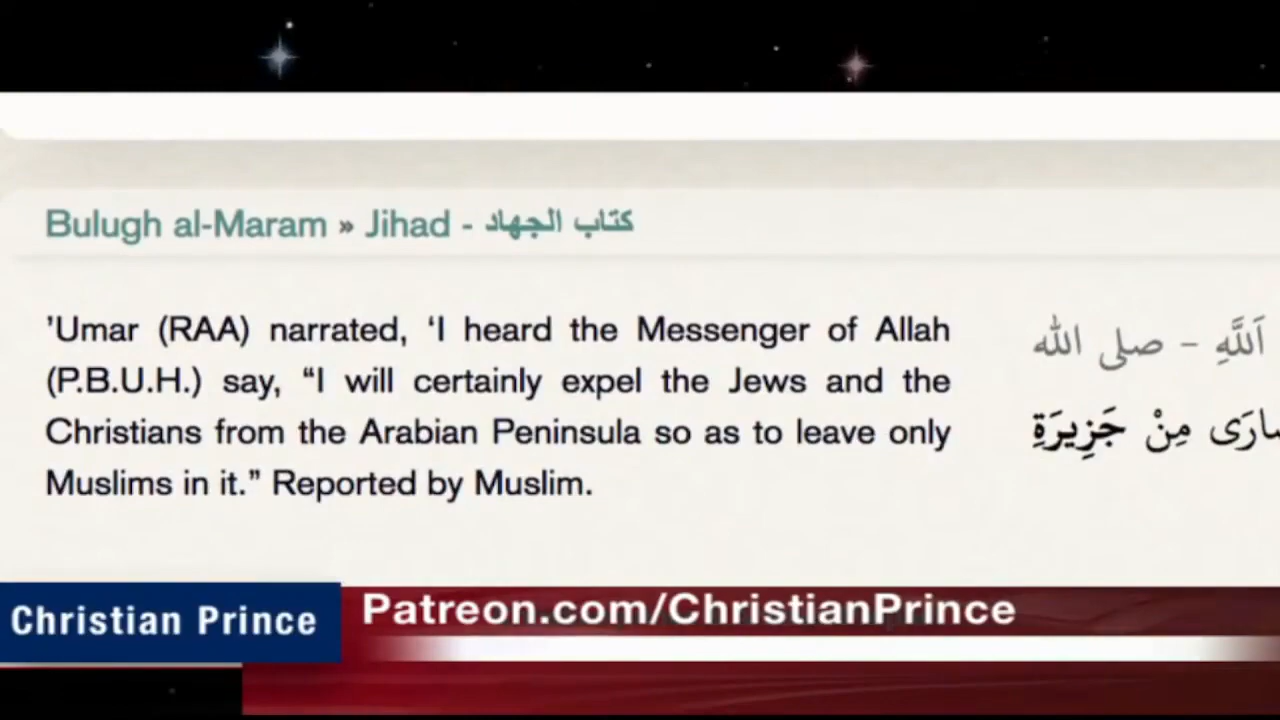 Bulugh al-Maram » Jihad - كتاب الجهاد
’Umar (RAA) narrated, ‘I heard the Messenger of Allah
(P.B.U.H.) say, “I will certainly expel the Jews and the
Christians from the Arabian Peninsula so as to leave only
Muslims in it.” Reported by Muslim.
اَللَّهِ - صلى الله
مِنْ جَزِيرَةِ
Christian Prince
Patreon.com/ChristianPrince